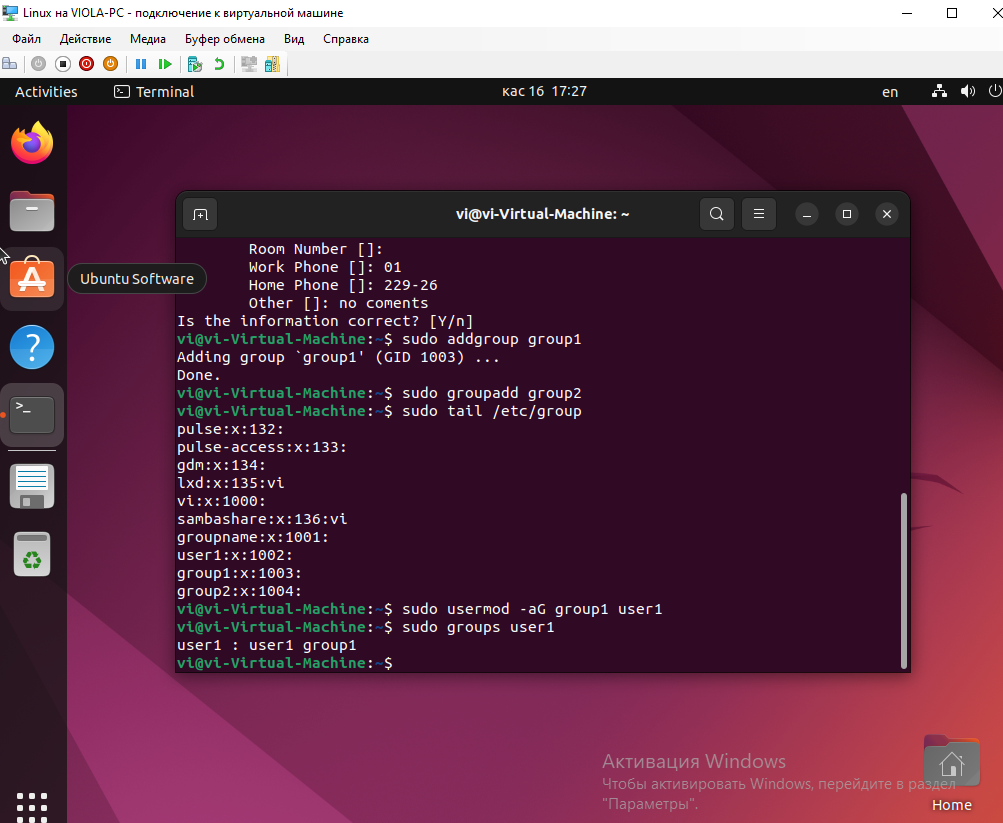 Linux на VIOLA-PC - подключение к виртуальной машине
Файл Действие Медиа Буфер обмена Вид Справка
Activities Terminal кас 16 17:27 en
vi@vi-Virtual-Machine: ~
Room Number []:
Work Phone []: 01
Home Phone []: 229-26
Other []: no coments
Is the information correct? [Y/n]
vi@vi-Virtual-Machine:~$ sudo addgroup group1
Adding group `group1' (GID 1003) ...
Done.
vi@vi-Virtual-Machine:~$ sudo groupadd group2
vi@vi-Virtual-Machine:~$ sudo tail /etc/group
pulse:x:132:
pulse-access:x:133:
gdm:x:134:
lxd:x:135:vi
vi:x:1000:
sambashare:x:136:vi
groupname:x:1001:
user1:x:1002:
group1:x:1003:
group2:x:1004:
vi@vi-Virtual-Machine:~$ sudo usermod -aG group1 user1
vi@vi-Virtual-Machine:~$ sudo groups user1
user1 : user1 group1
vi@vi-Virtual-Machine:~$
Ubuntu Software
Активация Windows
Чтобы активировать Windows, перейдите в раздел
"Параметры".
Home